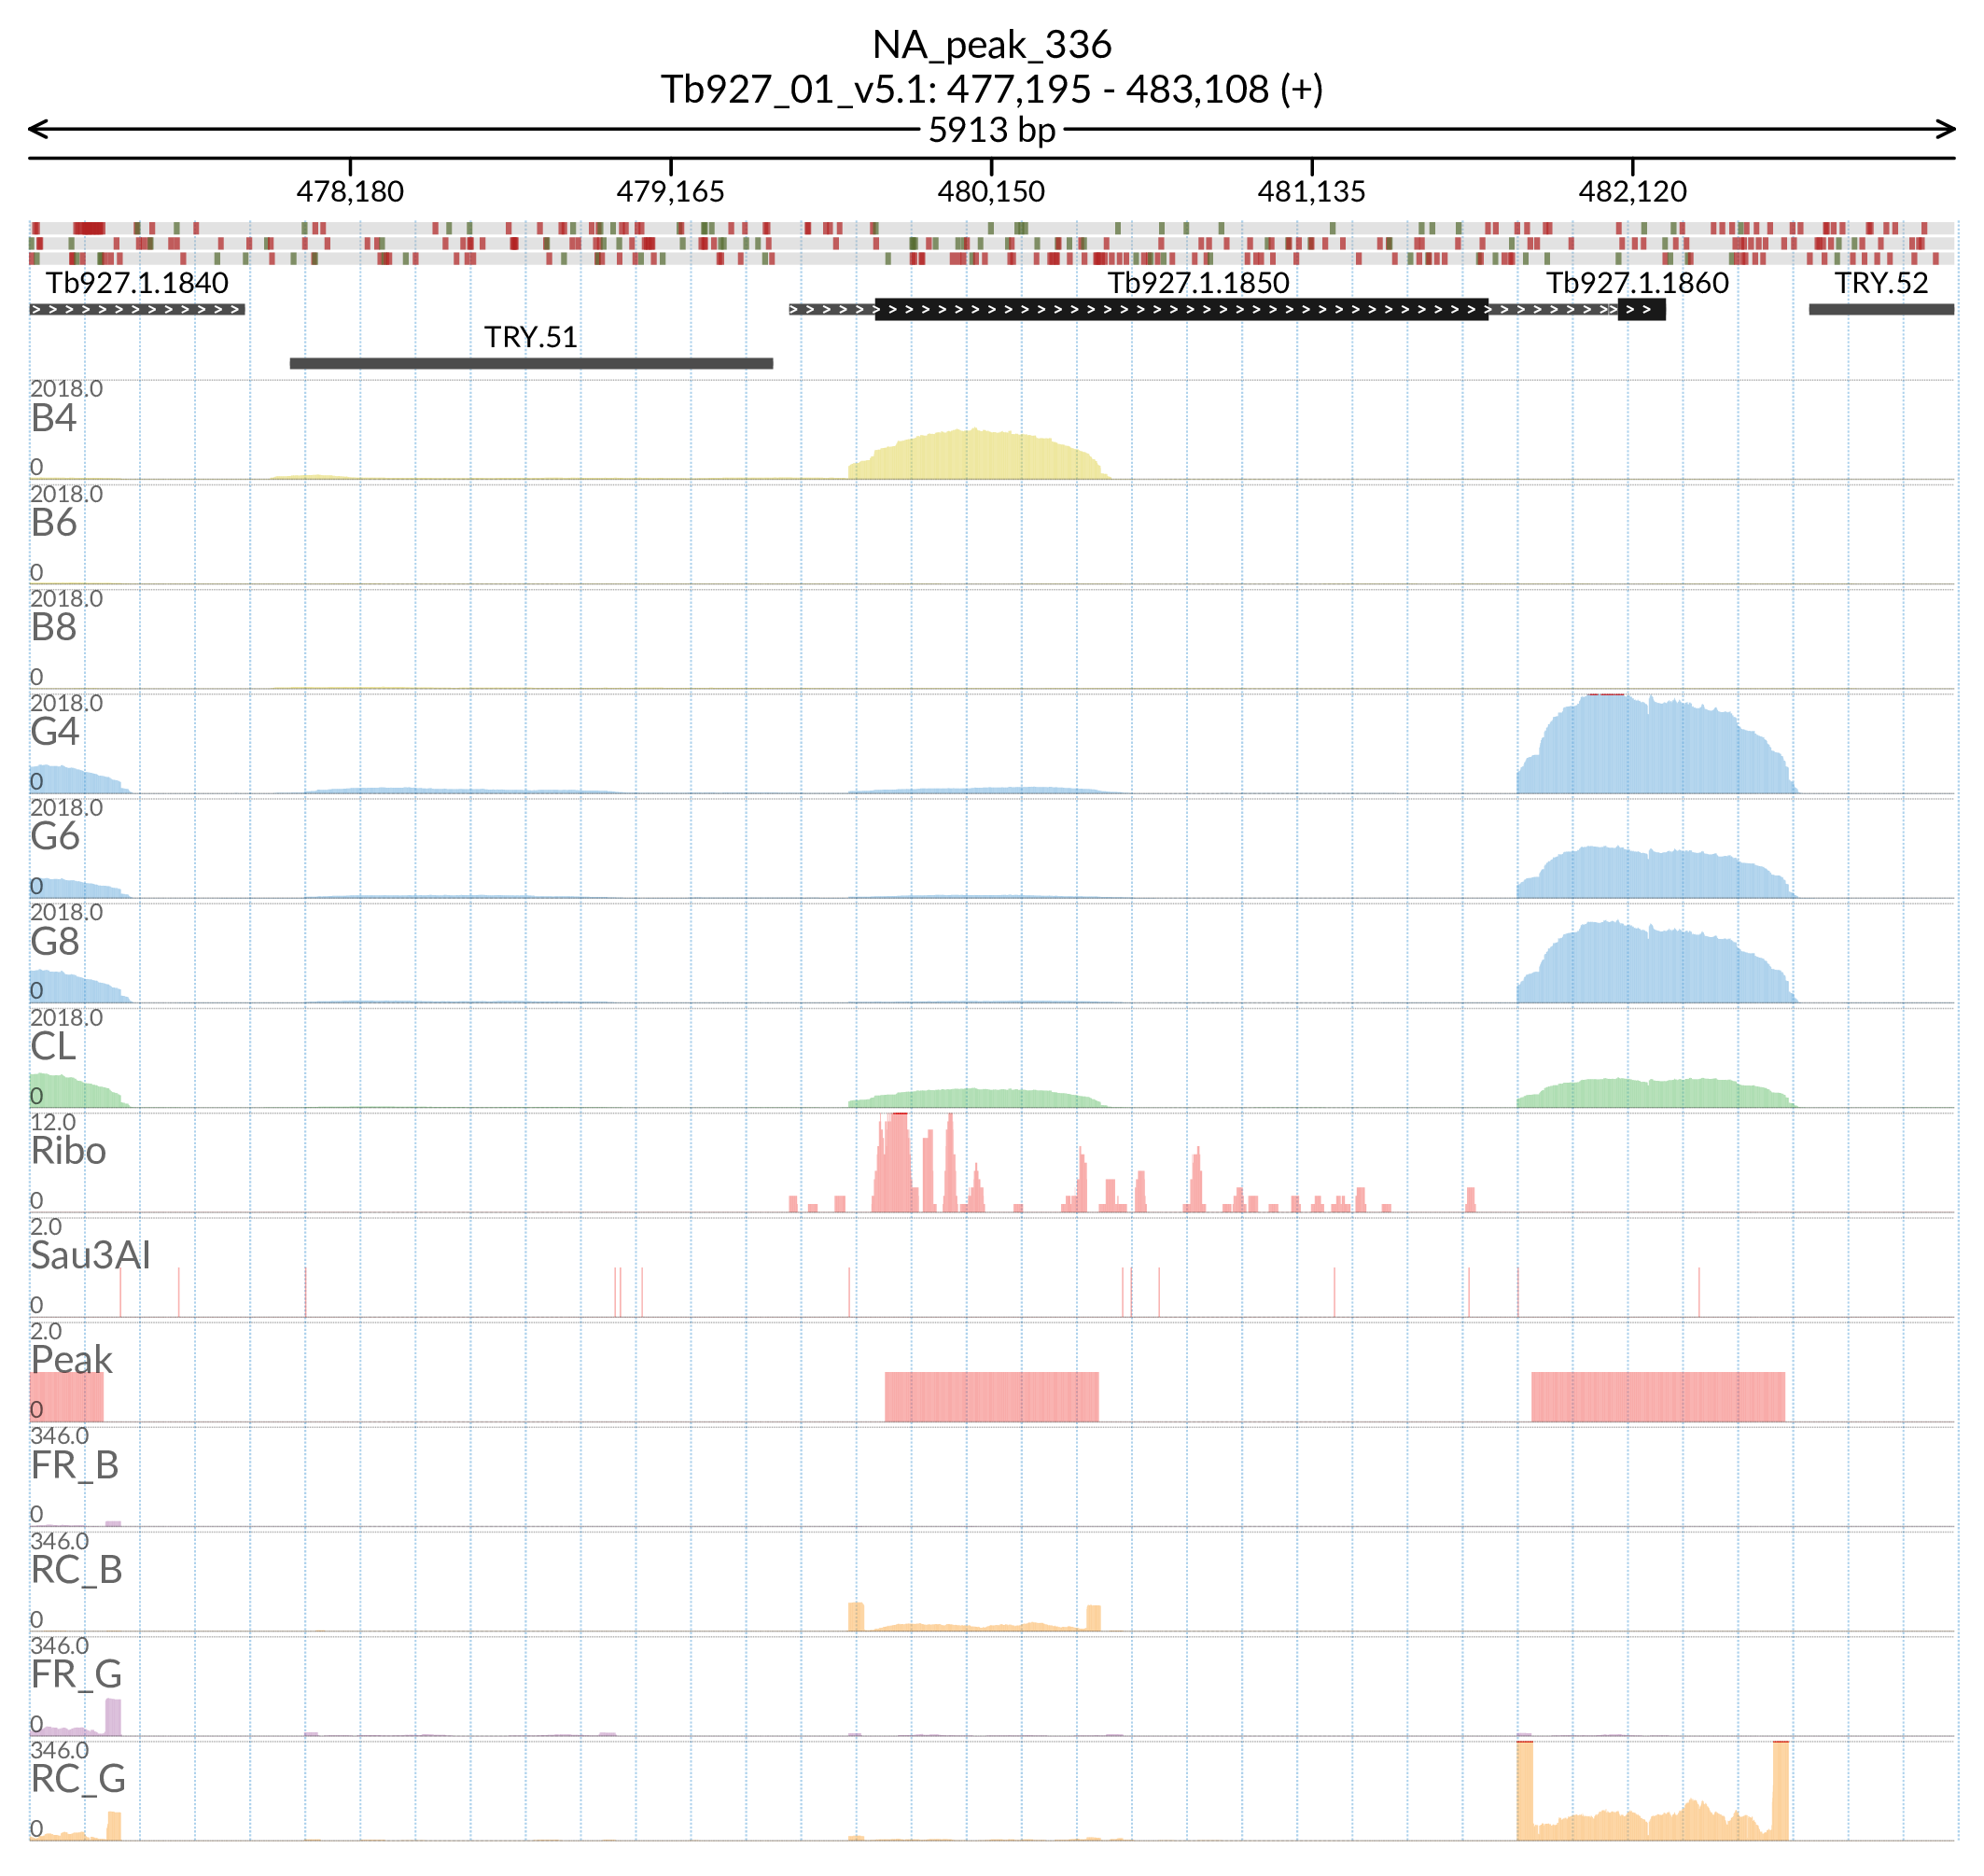 NA_peak_336
Tb927_01_v5.1: 477,195 - 483,108 (+)
5913 bp
478,180 479,165 480,150 481,135 482,120
Tb927.1.1840 Tb927.1.1850 Tb927.1.1860 TRY.52
TRY.51
2018.0
B4
0
2018.0
B6
0
2018.0
B8
0
2018.0
G4
0
2018.0
G6
0
2018.0
G8
0
2018.0
CL
0
12.0
Ribo
0
2.0
Sau3AI
0
2.0
Peak
0
346.0
FR_B
0
346.0
RC_B
0
346.0
FR_G
0
346.0
RC_G
0